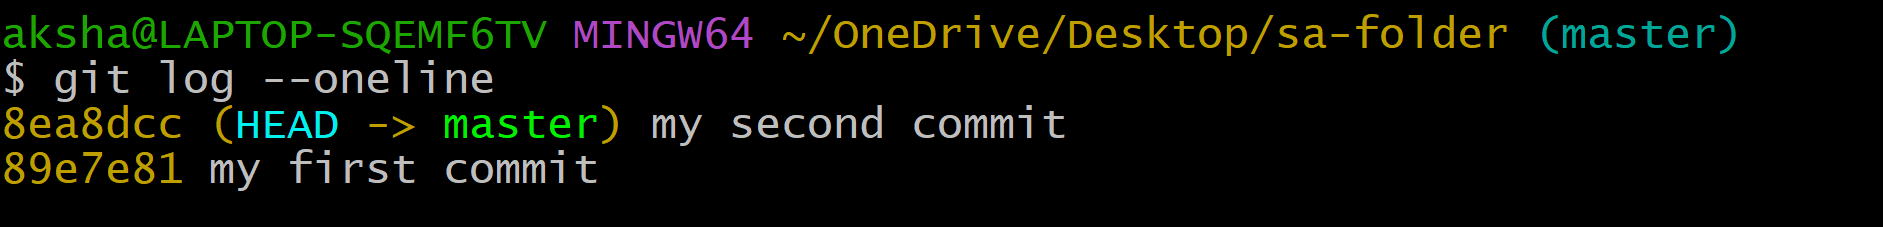 aksha@LAPTOP-SQEMF6TV MINGW64 ~/OneDrive/Desktop/sa-folder (master)
$ git log --oneline
8ea8dcc (HEAD -> master) my second commit
89e7e81 my first commit